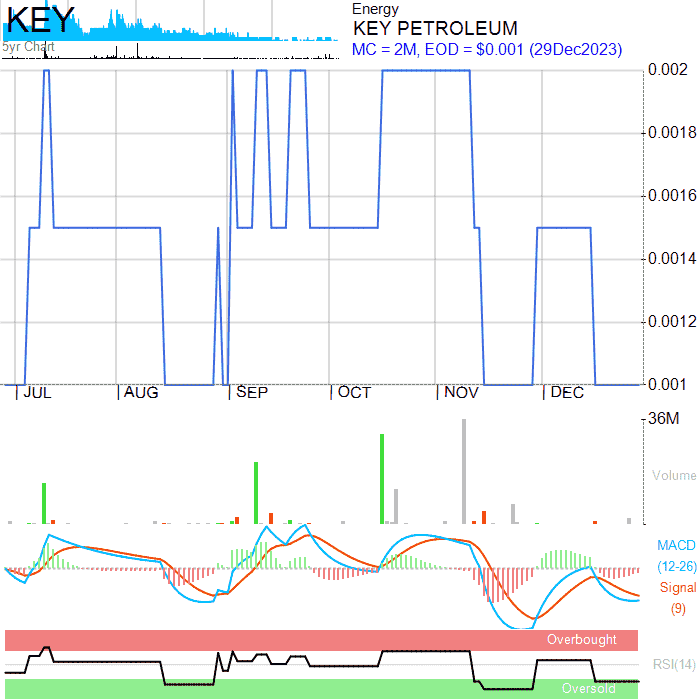 KEY
5yr Chart
Energy
KEY PETROLEUM
MC = 2M, EOD = $0.001 (29Dec2023)
0.002
0.0018
0.0016
0.0014
0.0012
0.001
JUL AUG SEP OCT NOV DEC
36M
Volume
MACD
(12-26)
Signal
(9)
Overbought
RSI(14)
Oversold